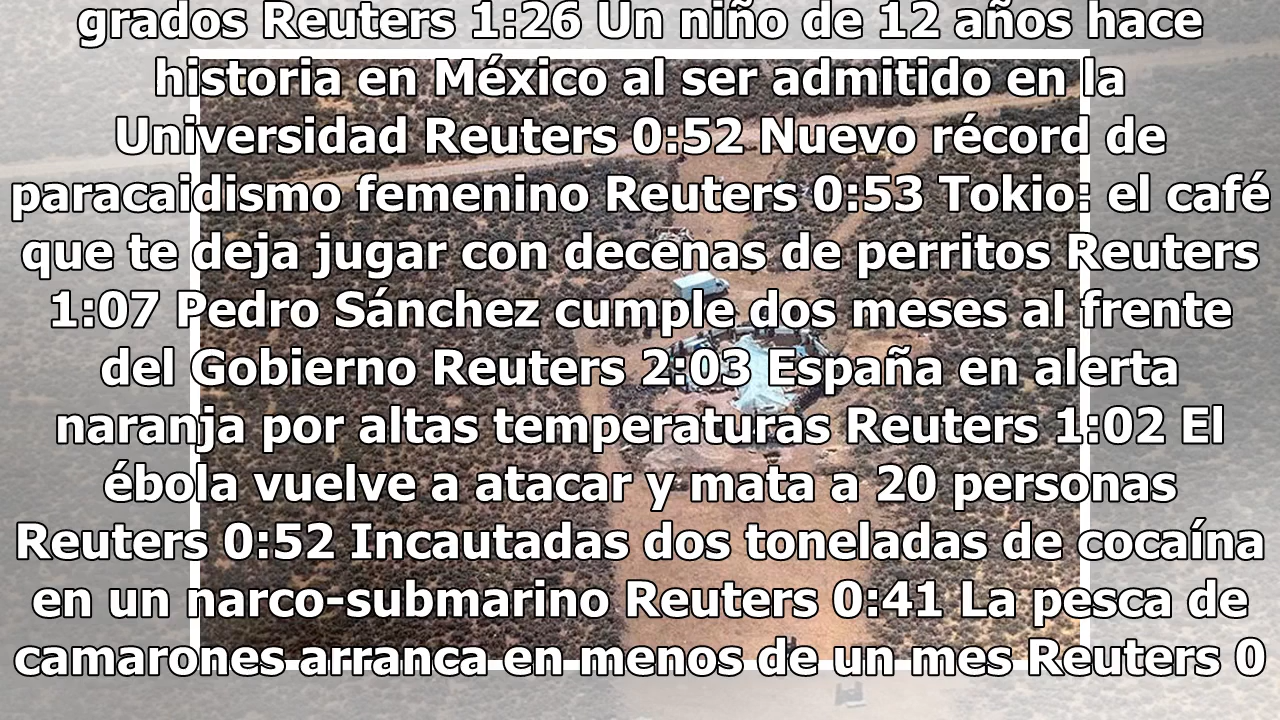 grados Reuters 1:26 Un niño de 12 años hace
historia en México al ser admitido en la
Universidad Reuters 0:52 Nuevo récord de
paracaidismo femenino Reuters 0:53 Tokio: el café
que te deja jugar con decenas de perritos Reuters
1:07 Pedro Sánchez cumple dos meses al frente
del Gobierno Reuters 2:03 España en alerta
naranja por altas temperaturas Reuters 1:02 El
ébola vuelve a atacar y mata a 20 personas
Reuters 0:52 Incautadas dos toneladas de cocaína
en un narco-submarino Reuters 0:41 La pesca de
camarones arranca en menos de un mes Reuters 0